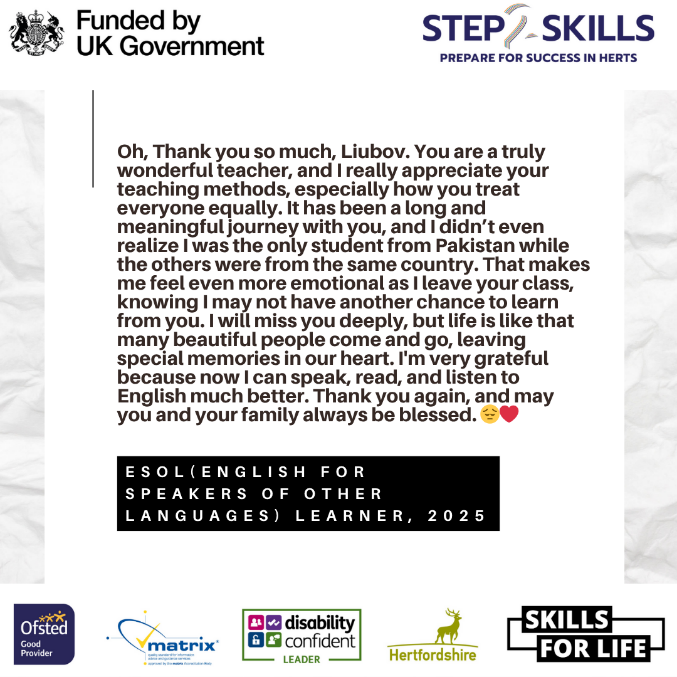 Funded by
UK Government
STEP2SKILLS
PREPARE FOR SUCCESS IN HERTS
Oh, Thank you so much, Liubov. You are a truly
wonderful teacher, and I really appreciate your
teaching methods, especially how you treat
everyone equally. It has been a long and
meaningful journey with you, and I didn’t even
realize I was the only student from Pakistan while
the others were from the same country. That makes
me feel even more emotional as I leave your class,
knowing I may not have another chance to learn
from you. I will miss you deeply, but life is like that
many beautiful people come and go, leaving
special memories in our heart. I'm very grateful
because now I can speak, read, and listen to
English much better. Thank you again, and may
you and your family always be blessed. 😔❤️
ESOL(ENGLISH FOR
SPEAKERS OF OTHER
LANGUAGES) LEARNER, 2025
Ofsted
Good
Provider
matrix
disability
confident
LEADER
Hertfordshire
SKILLS
FOR LIFE